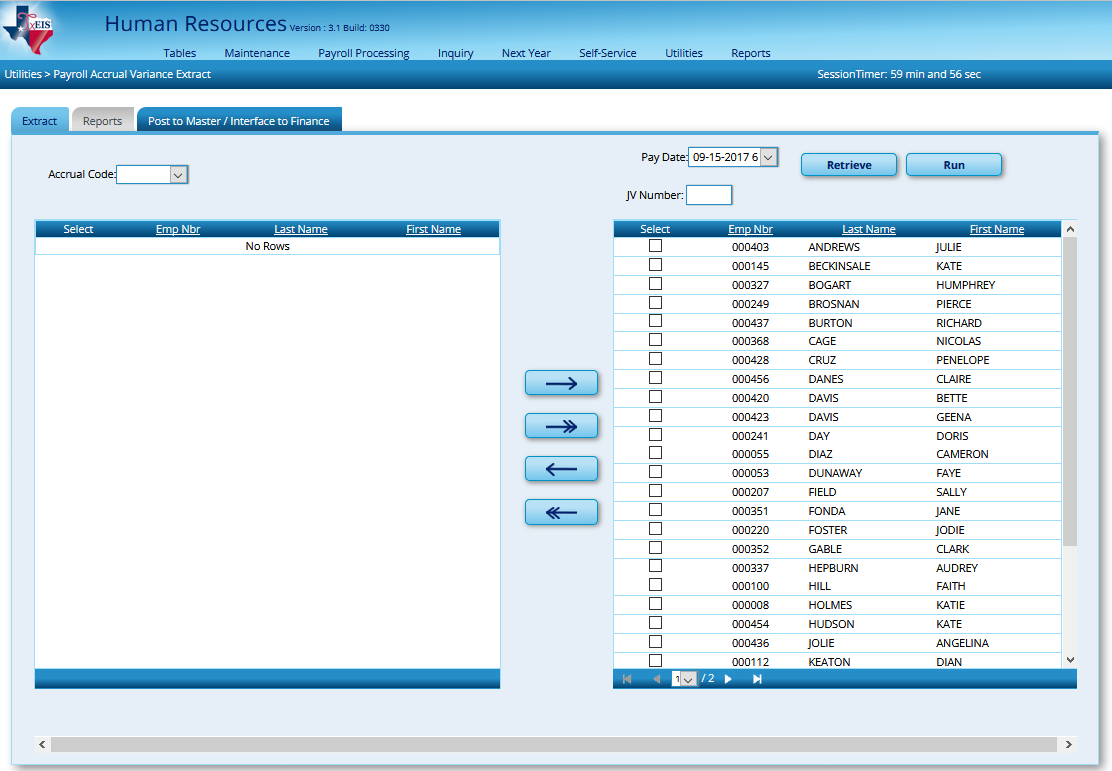 TxEIS
Human Resources Version : 3.1 Build: 0330
Tables Maintenance Payroll Processing Inquiry Next Year Self-Service Utilities Reports
Utilities > Payroll Accrual Variance Extract SessionTimer: 59 min and 56 sec
Extract Reports Post to Master / Interface to Finance
Accrual Code:
Pay Date: 09-15-2017 6 Retrieve Run
JV Number:
Select Emp Nbr Last Name First Name
No Rows
Select Emp Nbr Last Name First Name
000403 ANDREWS JULIE
000145 BECKINSALE KATE
000327 BOGART HUMPHREY
000249 BROSNAN PIERCE
000437 BURTON RICHARD
000368 CAGE NICOLAS
000428 CRUZ PENELOPE
000456 DANES CLAIRE
000420 DAVIS BETTE
000423 DAVIS GEENA
000241 DAY DORIS
000055 DIAZ CAMERON
000053 DUNAWAY FAYE
000207 FIELD SALLY
000351 FONDA JANE
000220 FOSTER JODIE
000352 GABLE CLARK
000337 HEPBURN AUDREY
000100 HILL FAITH
000008 HOLMES KATIE
000454 HUDSON KATE
000436 JOLIE ANGELINA
000112 KEATON DIAN
1 / 2